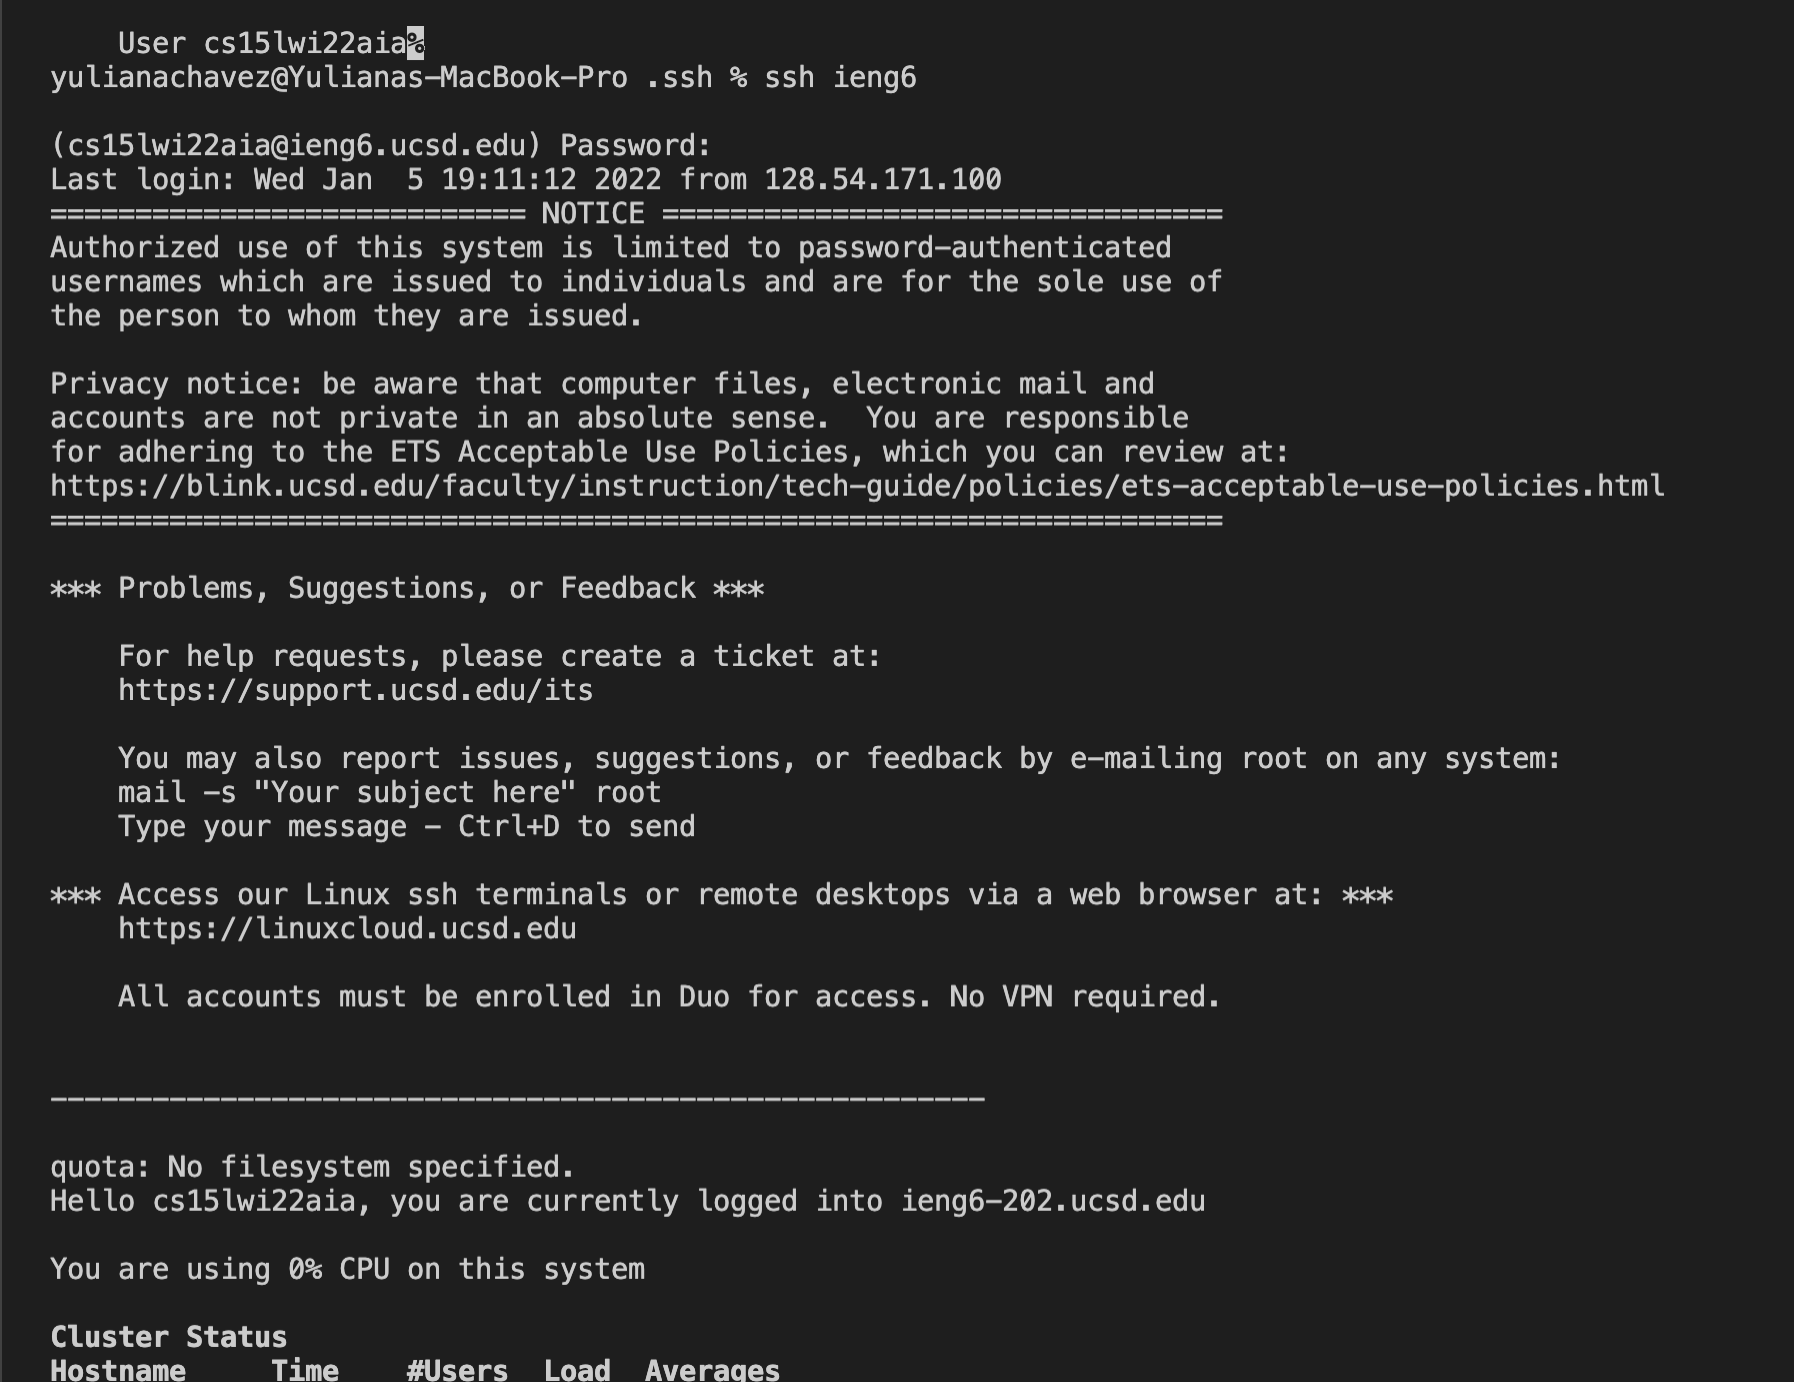 User cs15lwi22aia%
yulianachavez@Yulianas-MacBook-Pro .ssh % ssh ieng6
(cs15lwi22aia@ieng6.ucsd.edu) Password:
Last login: Wed Jan  5 19:11:12 2022 from 128.54.171.100
============================ NOTICE =================================
Authorized use of this system is limited to password-authenticated
usernames which are issued to individuals and are for the sole use of
the person to whom they are issued.
Privacy notice: be aware that computer files, electronic mail and
accounts are not private in an absolute sense.  You are responsible
for adhering to the ETS Acceptable Use Policies, which you can review at:
https://blink.ucsd.edu/faculty/instruction/tech-guide/policies/ets-acceptable-use-policies.html
=====================================================================
*** Problems, Suggestions, or Feedback ***
For help requests, please create a ticket at:
https://support.ucsd.edu/its
You may also report issues, suggestions, or feedback by e-mailing root on any system:
mail -s "Your subject here" root
Type your message - Ctrl+D to send
*** Access our Linux ssh terminals or remote desktops via a web browser at: ***
https://linuxcloud.ucsd.edu
All accounts must be enrolled in Duo for access. No VPN required.
-------------------------------------------------------
quota: No filesystem specified.
Hello cs15lwi22aia, you are currently logged into ieng6-202.ucsd.edu
You are using 0% CPU on this system
Cluster Status
Hostname     Time    #Users  Load  Averages